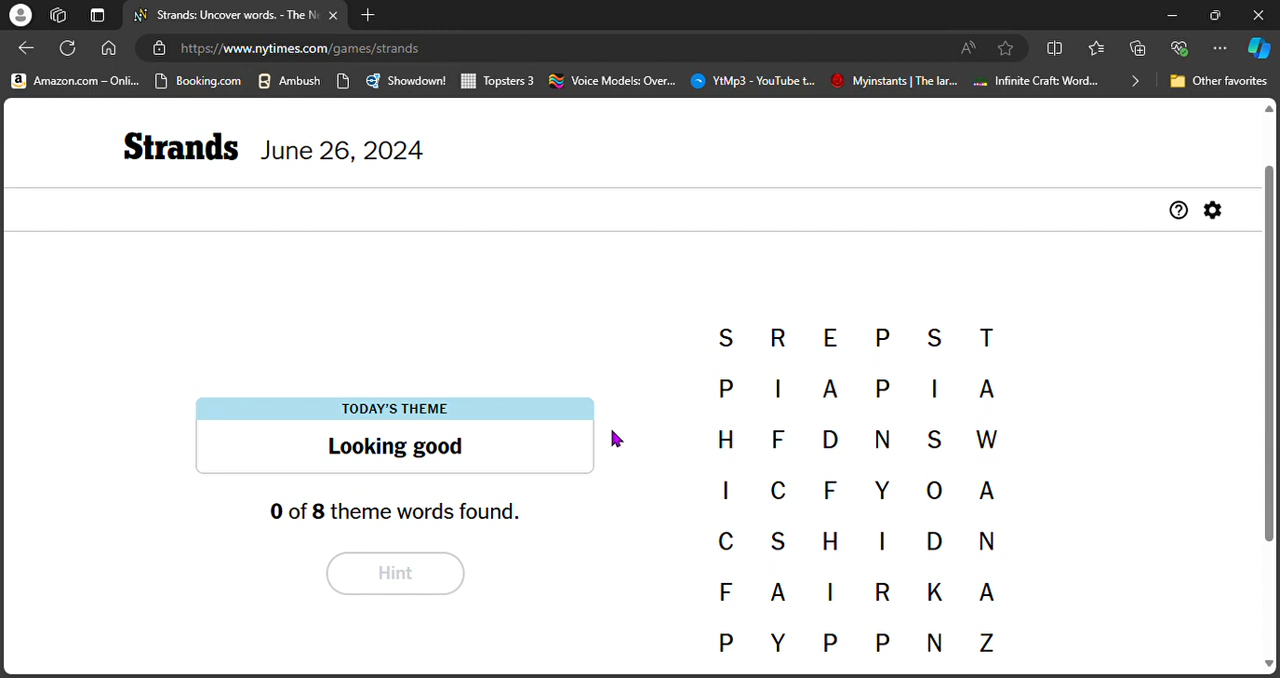 Strands: Uncover words. - The N
https://www.nytimes.com/games/strands
Amazon.com – Onli... Booking.com Ambush Showdown! Topsters 3 Voice Models: Over... YtMp3 - YouTube t... Myinstants | The lar... Infinite Craft: Word... Other favorites
Strands June 26, 2024
TODAY'S THEME
Looking good
0 of 8 theme words found.
Hint
S R E P S T
P I A P I A
H F D N S W
I C F Y O A
C S H I D N
F A I R K A
P Y P P N Z